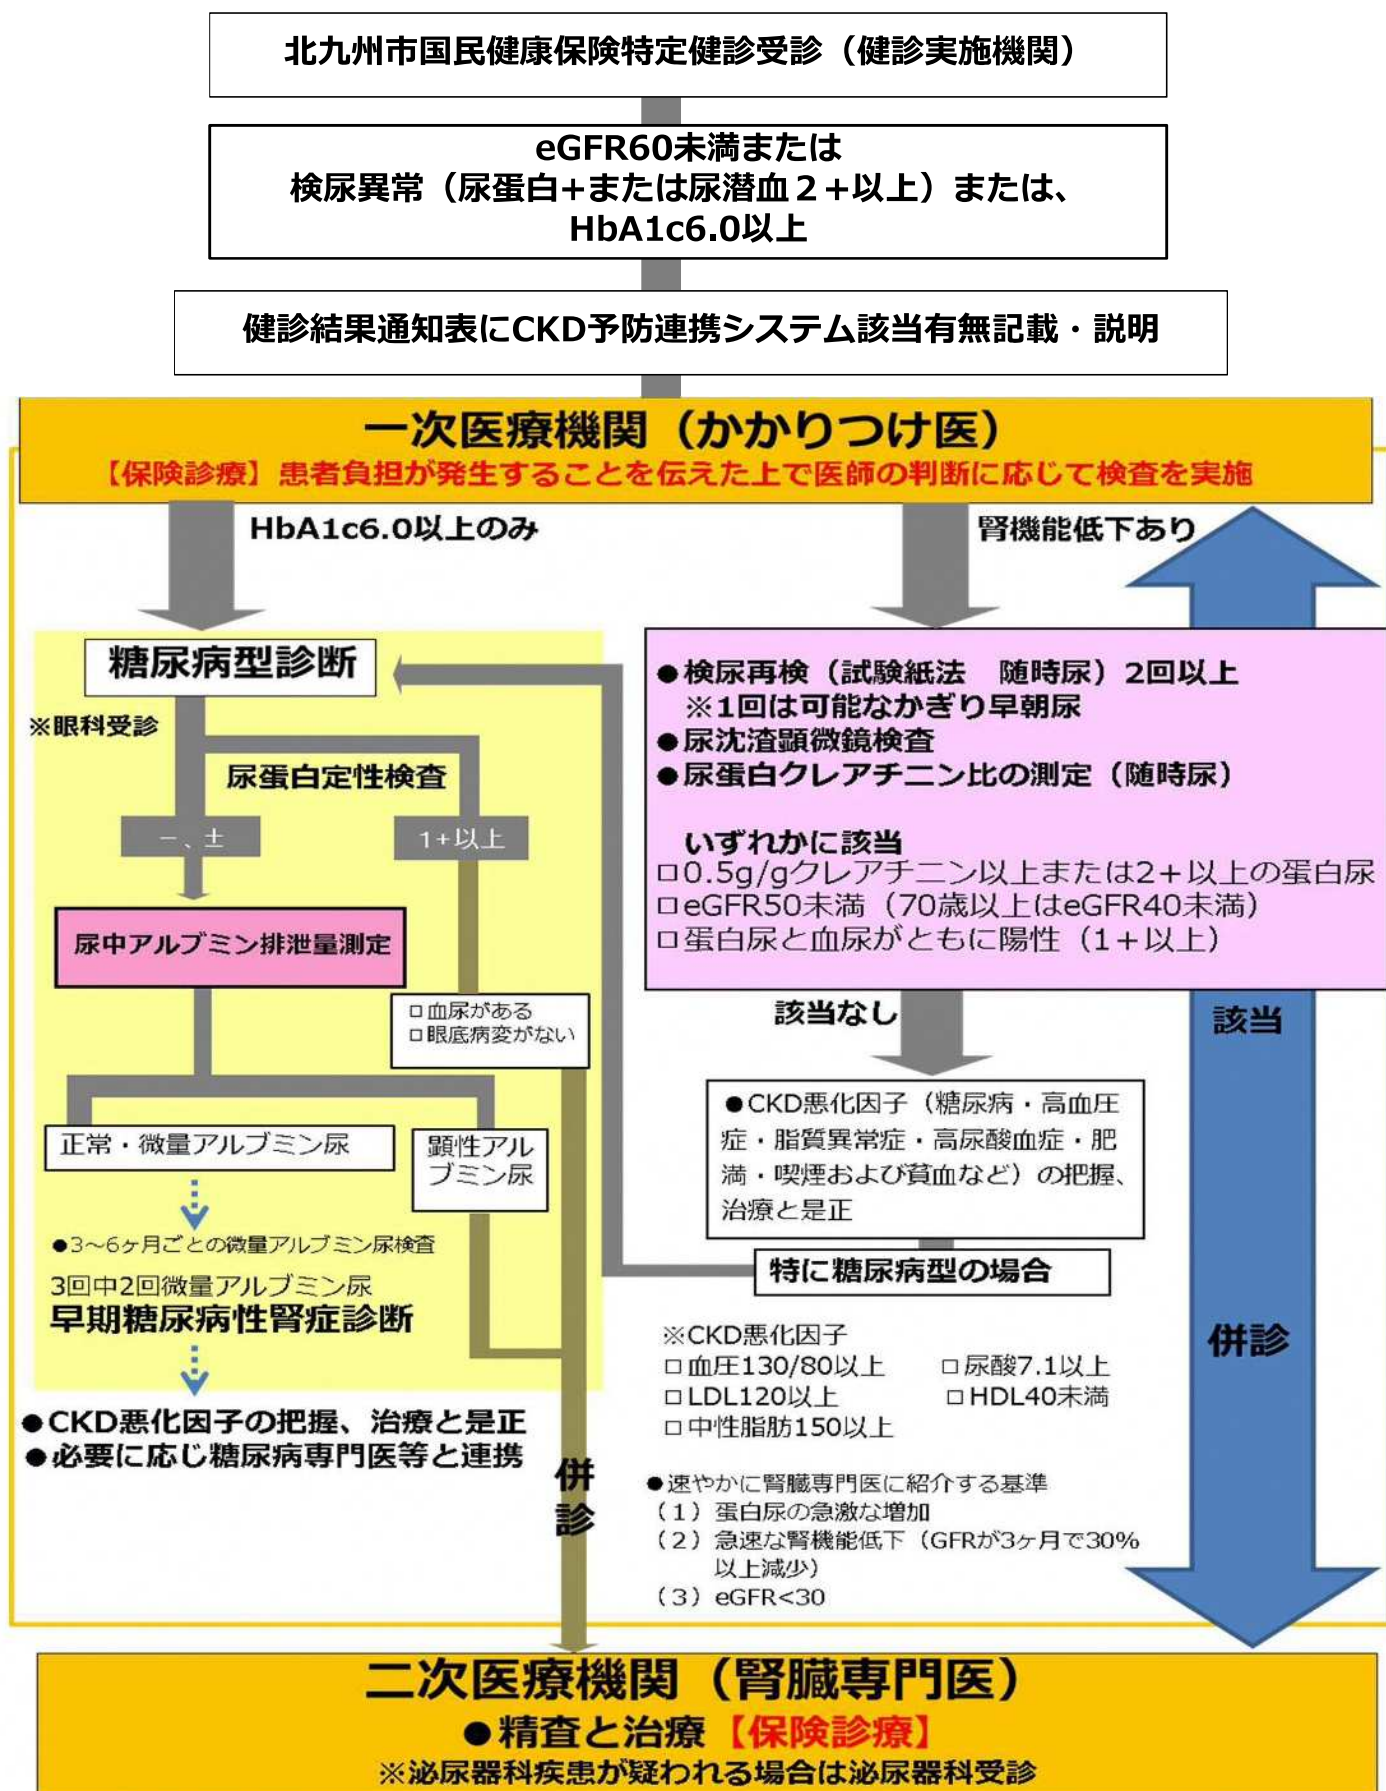 北九州市国民健康保険特定健診受診（健診実施機関）
eGFR60未満または
検尿異常（尿蛋白+または尿潜血２+以上）または、
HbA1c6.0以上
健診結果通知表にCKD予防連携システム該当有無記載・説明
一次医療機関（かかりつけ医）
【保険診療】患者負担が発生することを伝えた上で医師の判断に応じて検査を実施
HbA1c6.0以上のみ
腎機能低下あり
糖尿病型診断
※眼科受診
尿蛋白定性検査
－、±
1+以上
尿中アルブミン排泄量測定
□血尿がある
□眼底病変がない
正常・微量アルブミン尿
顕性アル
ブミン尿
●3～6ヶ月ごとの微量アルブミン尿検査
3回中2回微量アルブミン尿
早期糖尿病性腎症診断
●CKD悪化因子の把握、治療と是正
●必要に応じ糖尿病専門医等と連携
併診
●検尿再検（試験紙法　随時尿）2回以上
※1回は可能なかぎり早朝尿
●尿沈渣顕微鏡検査
●尿蛋白クレアチニン比の測定（随時尿）
いずれかに該当
□0.5g/gクレアチニン以上または2+以上の蛋白尿
□eGFR50未満（70歳以上はeGFR40未満）
□蛋白尿と血尿がともに陽性（1+以上）
該当なし
該当
●CKD悪化因子（糖尿病・高血圧
症・脂質異常症・高尿酸血症・肥
満・喫煙および貧血など）の把握、
治療と是正
特に糖尿病型の場合
※CKD悪化因子
□血圧130/80以上　□尿酸7.1以上
□LDL120以上　□HDL40未満
□中性脂肪150以上
併診
●速やかに腎臓専門医に紹介する基準
（1）蛋白尿の急激な増加
（2）急速な腎機能低下（GFRが3ヶ月で30%
以上減少）
（3）eGFR<30
二次医療機関（腎臓専門医）
●精査と治療【保険診療】
※泌尿器科疾患が疑われる場合は泌尿器科受診